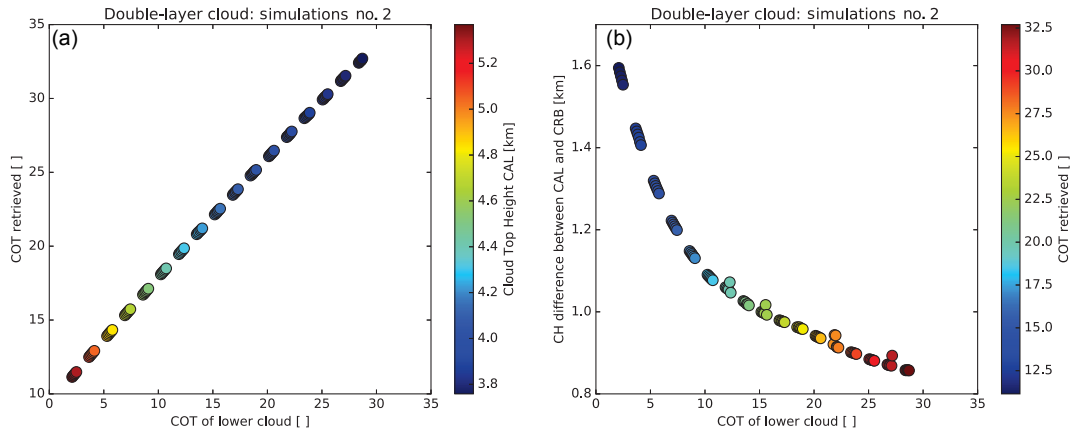 Double-layer cloud: simulations no. 2
(a)
35
30
25
20
15
10
COT retrieved [ ]
0 5 10 15 20 25 30 35
COT of lower cloud [ ]
5.2
5.0
4.8
4.6
4.4
4.2
4.0
3.8
Cloud Top Height CAL [km]
Double-layer cloud: simulations no. 2
(b)
1.6
1.4
1.2
1.0
0.8
CH difference between CAL and CRB [km]
0 5 10 15 20 25 30 35
COT of lower cloud [ ]
32.5
30.0
27.5
25.0
22.5
20.0
17.5
15.0
12.5
COT retrieved [ ]